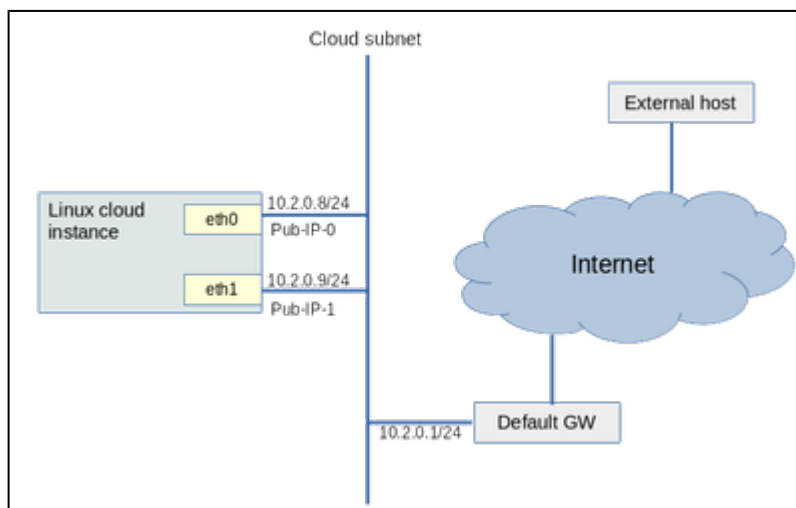 Cloud subnet
External host
Linux cloud
instance
eth0
10.2.0.8/24
Pub-IP-0
eth1
10.2.0.9/24
Pub-IP-1
Internet
10.2.0.1/24
Default GW